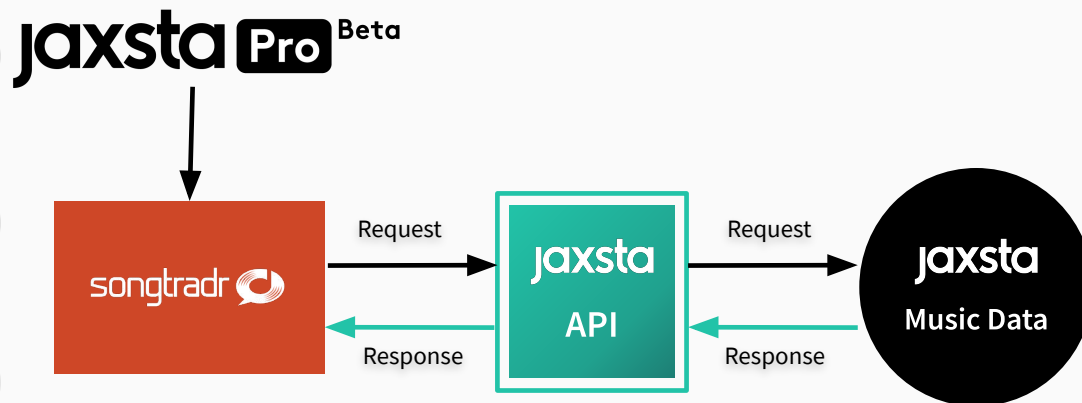 jaxsta Pro Beta
songtradr
Request
Response
jaxsta
API
Request
Response
jaxsta
Music Data